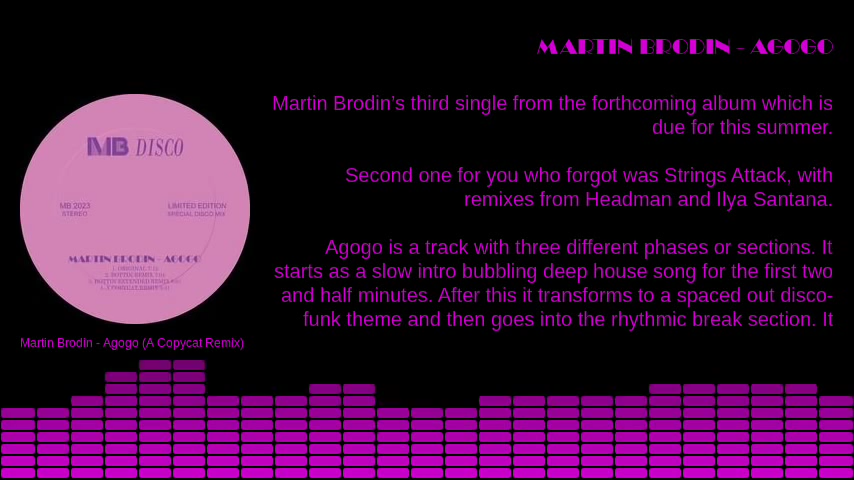 MARTIN BRODIN - AGOGO
Martin Brodin's third single from the forthcoming album which is
due for this summer.
Second one for you who forgot was Strings Attack, with
remixes from Headman and Ilya Santana.
Agogo is a track with three different phases or sections. It
starts as a slow intro bubbling deep house song for the first two
and half minutes. After this it transforms to a spaced out disco-
funk theme and then goes into the rhythmic break section. It
MB DISCO
MB 2023
STEREO
LIMITED EDITION
SPECIAL DISCO MIX
MARTIN BRODIN - AGOGO
1. ORIGINAL
Martin Brodin - Agogo (A Copycat Remix)